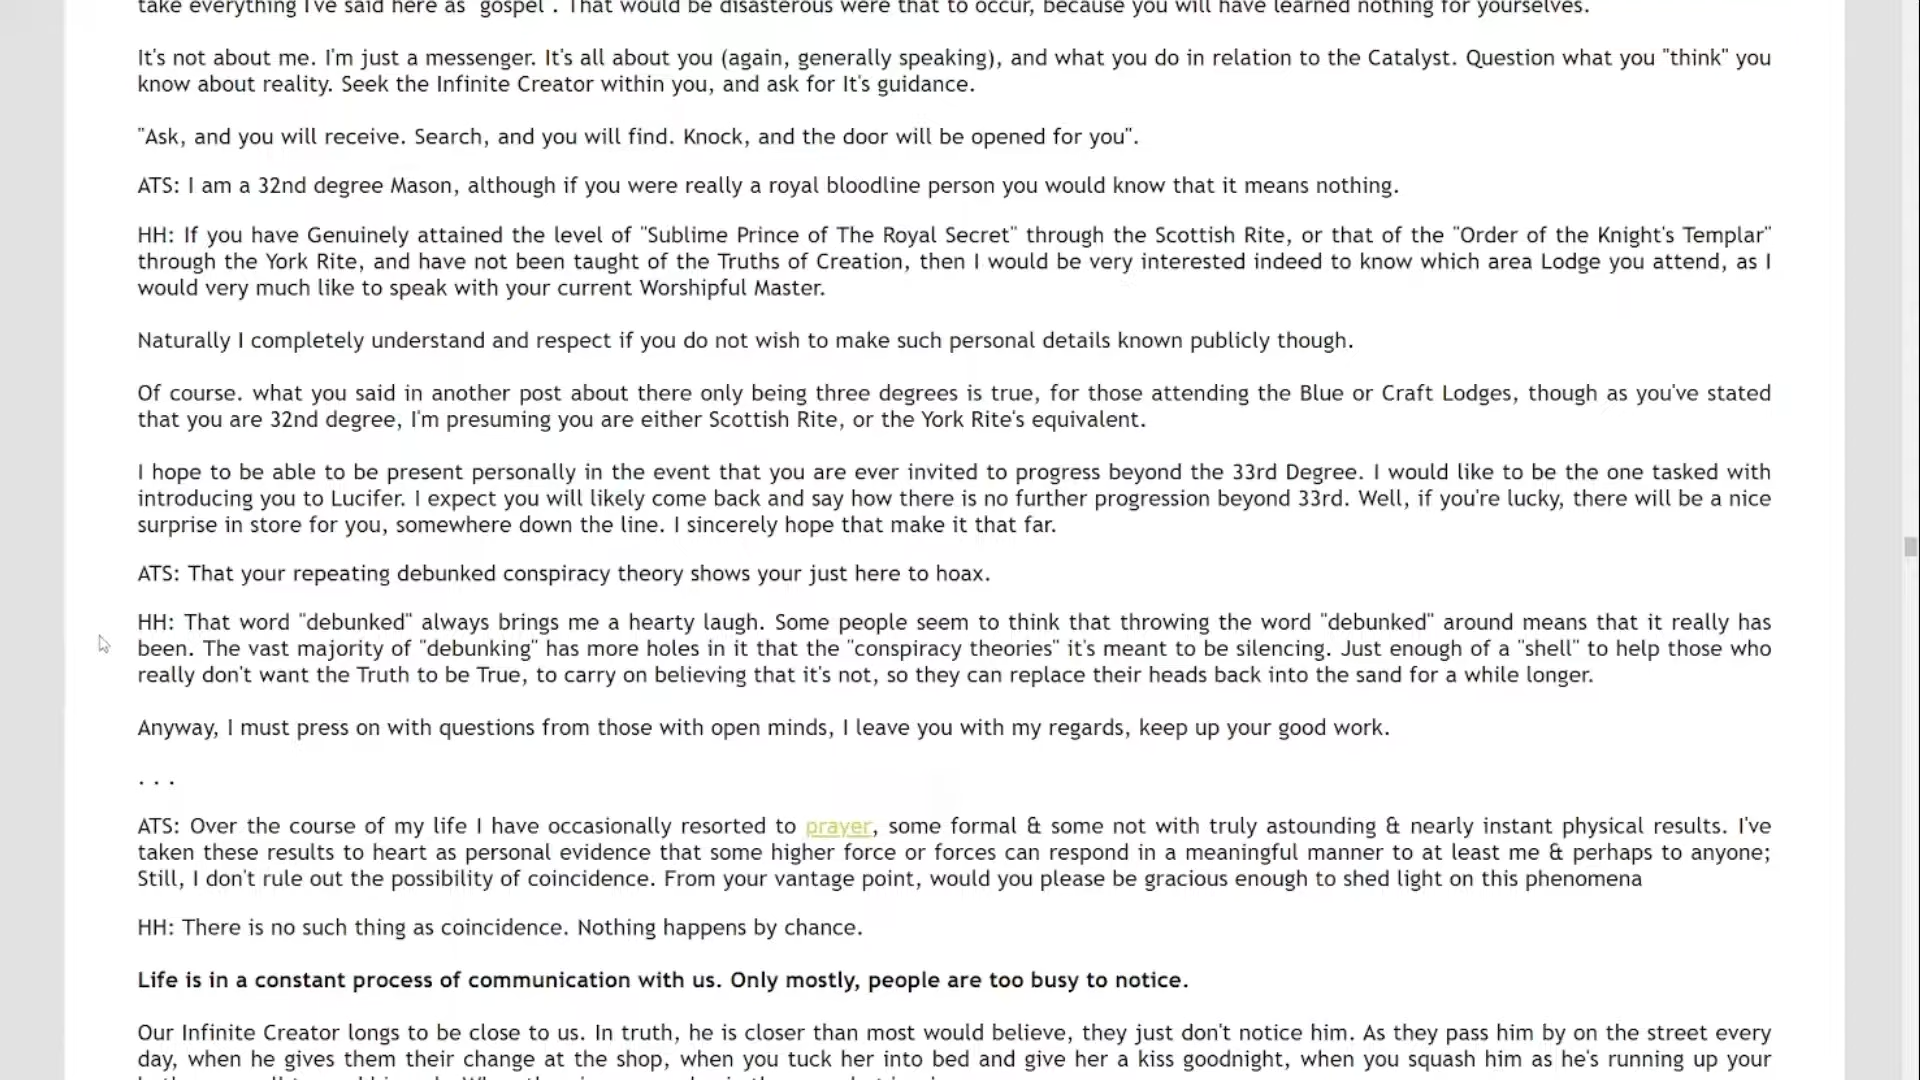 take everything I've said here as "gospel". That would be disasterous were that to occur, because you will have learned nothing for yourselves.
It's not about me. I'm just a messenger. It's all about you (again, generally speaking), and what you do in relation to the Catalyst. Question what you "think" you
know about reality. Seek the Infinite Creator within you, and ask for It's guidance.
"Ask, and you will receive. Search, and you will find. Knock, and the door will be opened for you".
ATS: I am a 32nd degree Mason, although if you were really a royal bloodline person you would know that it means nothing.
HH: If you have Genuinely attained the level of "Sublime Prince of The Royal Secret" through the Scottish Rite, or that of the "Order of the Knight's Templar"
through the York Rite, and have not been taught of the Truths of Creation, then I would be very interested indeed to know which area Lodge you attend, as I
would very much like to speak with your current Worshipful Master.
Naturally I completely understand and respect if you do not wish to make such personal details known publicly though.
Of course. what you said in another post about there only being three degrees is true, for those attending the Blue or Craft Lodges, though as you've stated
that you are 32nd degree, I'm presuming you are either Scottish Rite, or the York Rite's equivalent.
I hope to be able to be present personally in the event that you are ever invited to progress beyond the 33rd Degree. I would like to be the one tasked with
introducing you to Lucifer. I expect you will likely come back and say how there is no further progression beyond 33rd. Well, if you're lucky, there will be a nice
surprise in store for you, somewhere down the line. I sincerely hope that make it that far.
ATS: That your repeating debunked conspiracy theory shows your just here to hoax.
HH: That word "debunked" always brings me a hearty laugh. Some people seem to think that throwing the word "debunked" around means that it really has
been. The vast majority of "debunking" has more holes in it that the "conspiracy theories" it's meant to be silencing. Just enough of a "shell" to help those who
really don't want the Truth to be True, to carry on believing that it's not, so they can replace their heads back into the sand for a while longer.
Anyway, I must press on with questions from those with open minds, I leave you with my regards, keep up your good work.
. . .
ATS: Over the course of my life I have occasionally resorted to prayer, some formal & some not with truly astounding & nearly instant physical results. I've
taken these results to heart as personal evidence that some higher force or forces can respond in a meaningful manner to at least me & perhaps to anyone;
Still, I don't rule out the possibility of coincidence. From your vantage point, would you please be gracious enough to shed light on this phenomena
HH: There is no such thing as coincidence. Nothing happens by chance.
Life is in a constant process of communication with us. Only mostly, people are too busy to notice.
Our Infinite Creator longs to be close to us. In truth, he is closer than most would believe, they just don't notice him. As they pass him by on the street every
day, when he gives them their change at the shop, when you tuck her into bed and give her a kiss goodnight, when you squash him as he's running up your